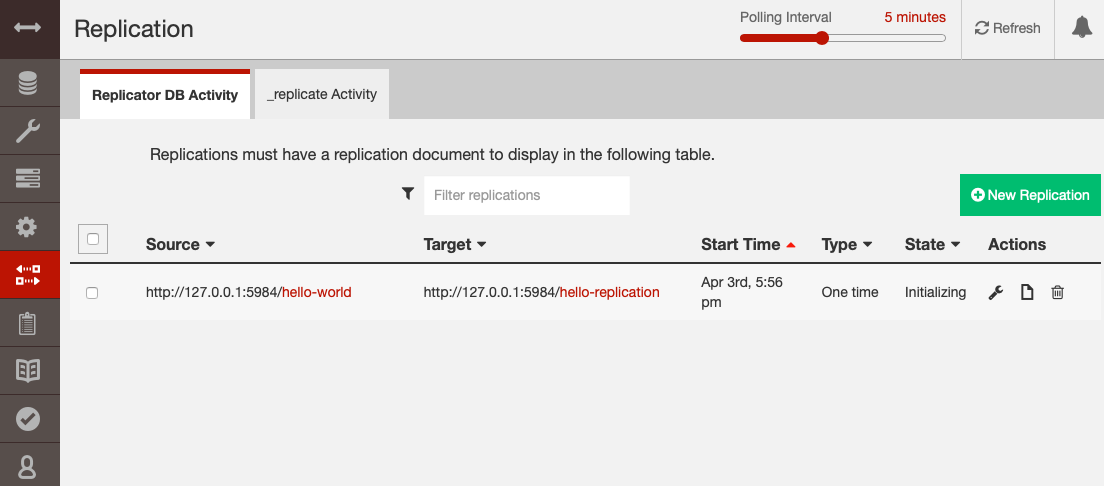 Replication
Polling Interval 5 minutes
Refresh
Replicator DB Activity
_replicate Activity
Replications must have a replication document to display in the following table.
Filter replications
New Replication
Source Target Start Time Type State Actions
http://127.0.0.1:5984/hello-world http://127.0.0.1:5984/hello-replication Apr 3rd, 5:56 One time Initializing
pm